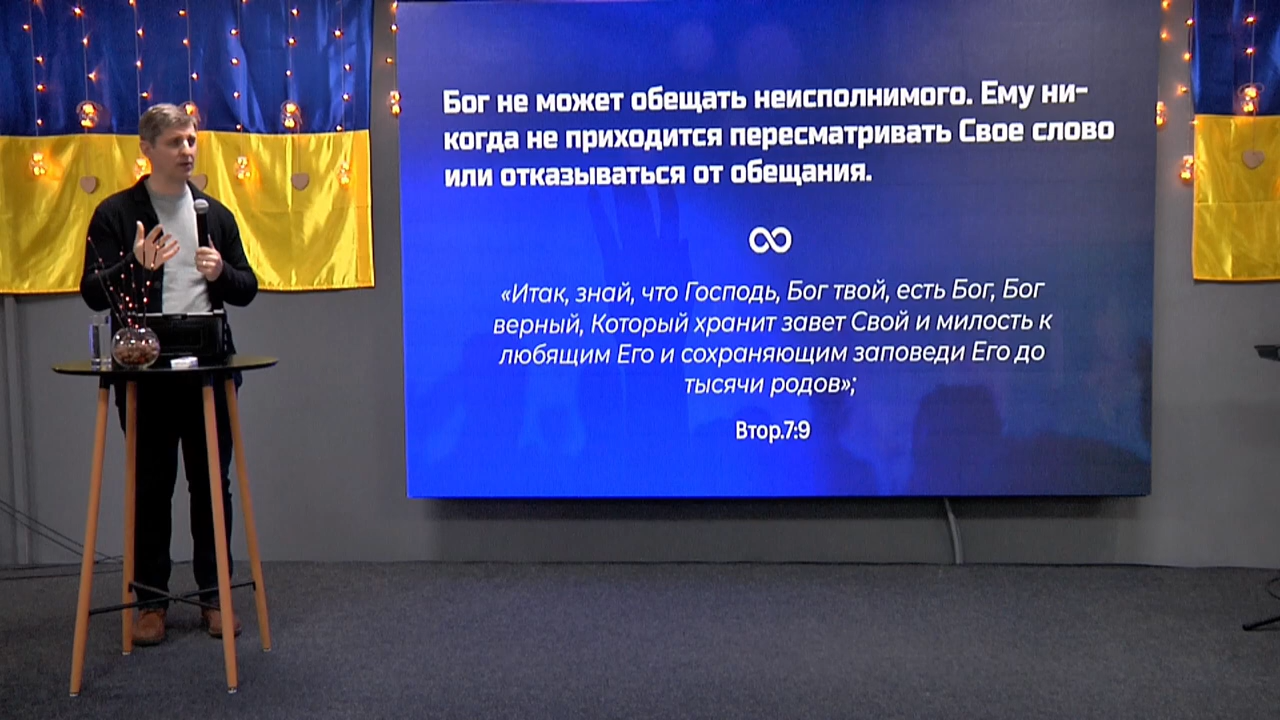 Бог не может обещать неисполнимого. Ему ни-
когда не приходится пересматривать Свое слово
или отказываться от обещания.
«Итак, знай, что Господь, Бог твой, есть Бог, Бог
верный, Который хранит завет Свой и милость к
любящим Его и сохраняющим заповеди Его до
тысячи родов»;
Втор.7:9